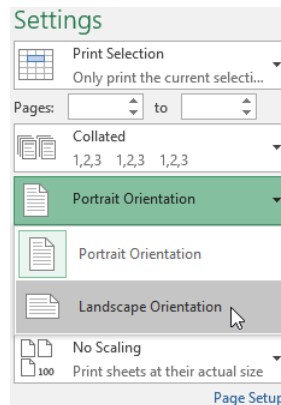 Settings
Print Selection
Only print the current selecti...
Pages: to
Collated
1,2,3 1,2,3 1,2,3
Portrait Orientation
Portrait Orientation
Landscape Orientation
No Scaling
100 Print sheets at their actual size
Page Setup